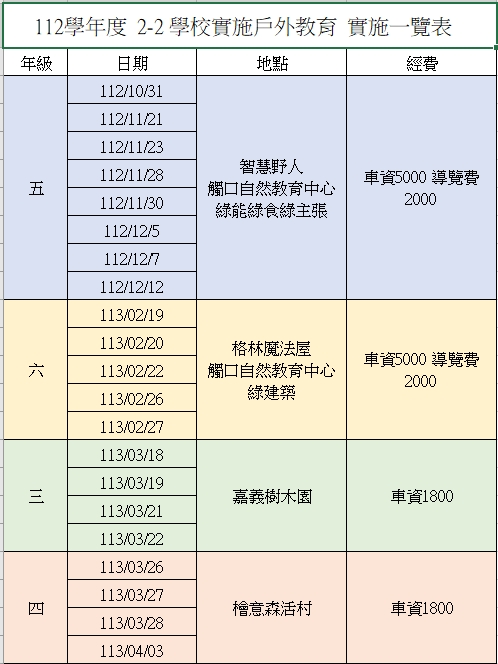 112學年度 2-2 學校實施戶外教育 實施一覽表
年級 日期 地點 經費
五
112/10/31
112/11/21
112/11/23
112/11/28
112/11/30
112/12/5
112/12/7
112/12/12
智慧野人
觸口自然教育中心
綠能綠食綠主張
車資5000 導覽費
2000
六
113/02/19
113/02/20
113/02/22
113/02/26
113/02/27
格林魔法屋
觸口自然教育中心
綠建築
車資5000 導覽費
2000
三
113/03/18
113/03/19
113/03/21
113/03/22
嘉義樹木園
車資1800
四
113/03/26
113/03/27
113/03/28
113/04/03
檜意森活村
車資1800